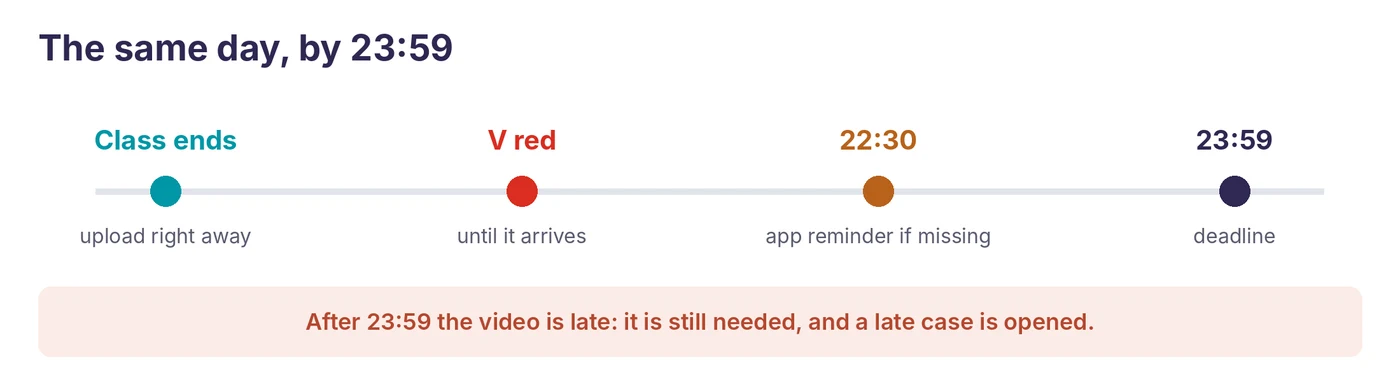 The same day, by 23:59
Class ends
V red
22:30
23:59
upload right away
until it arrives
app reminder if missing
deadline
After 23:59 the video is late: it is still needed, and a late case is opened.